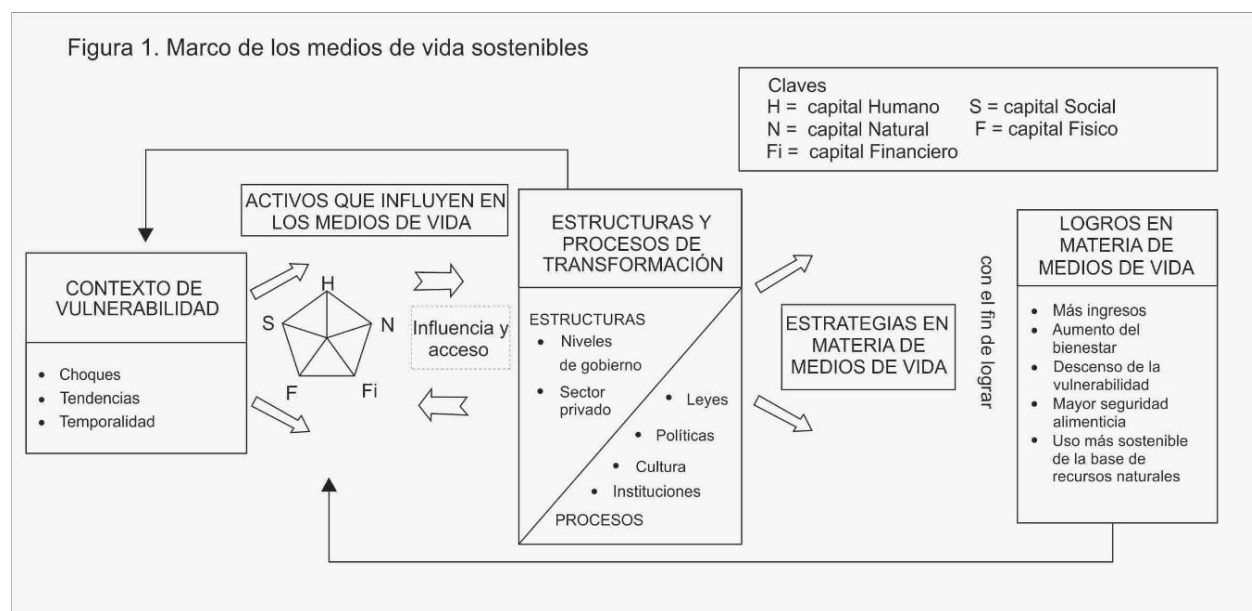 Figura 1. Marco de los medios de vida sostenibles
Claves
H = capital Humano S = capital Social
N = capital Natural F = capital Fisico
Fi = capital Financiero
ACTIVOS QUE INFLUYEN EN
LOS MEDIOS DE VIDA
CONTEXTO DE
VULNERABILIDAD
• Choques
• Tendencias
• Temporalidad
H
S
N
F
Fi
Influencia y
acceso
ESTRUCTURAS Y
PROCESOS DE
TRANSFORMACIÓN
ESTRUCTURAS
• Niveles
de gobierno
• Sector
privado
• Leyes
• Políticas
• Cultura
• Instituciones
PROCESOS
ESTRATEGIAS EN
MATERIA DE
MEDIOS DE VIDA
con el fin de lograr
LOGROS EN
MATERIA DE
MEDIOS DE VIDA
• Más ingresos
• Aumento del
bienestar
• Descenso de la
vulnerabilidad
• Mayor seguridad
alimenticia
• Uso más sostenible
de la base de
recursos naturales